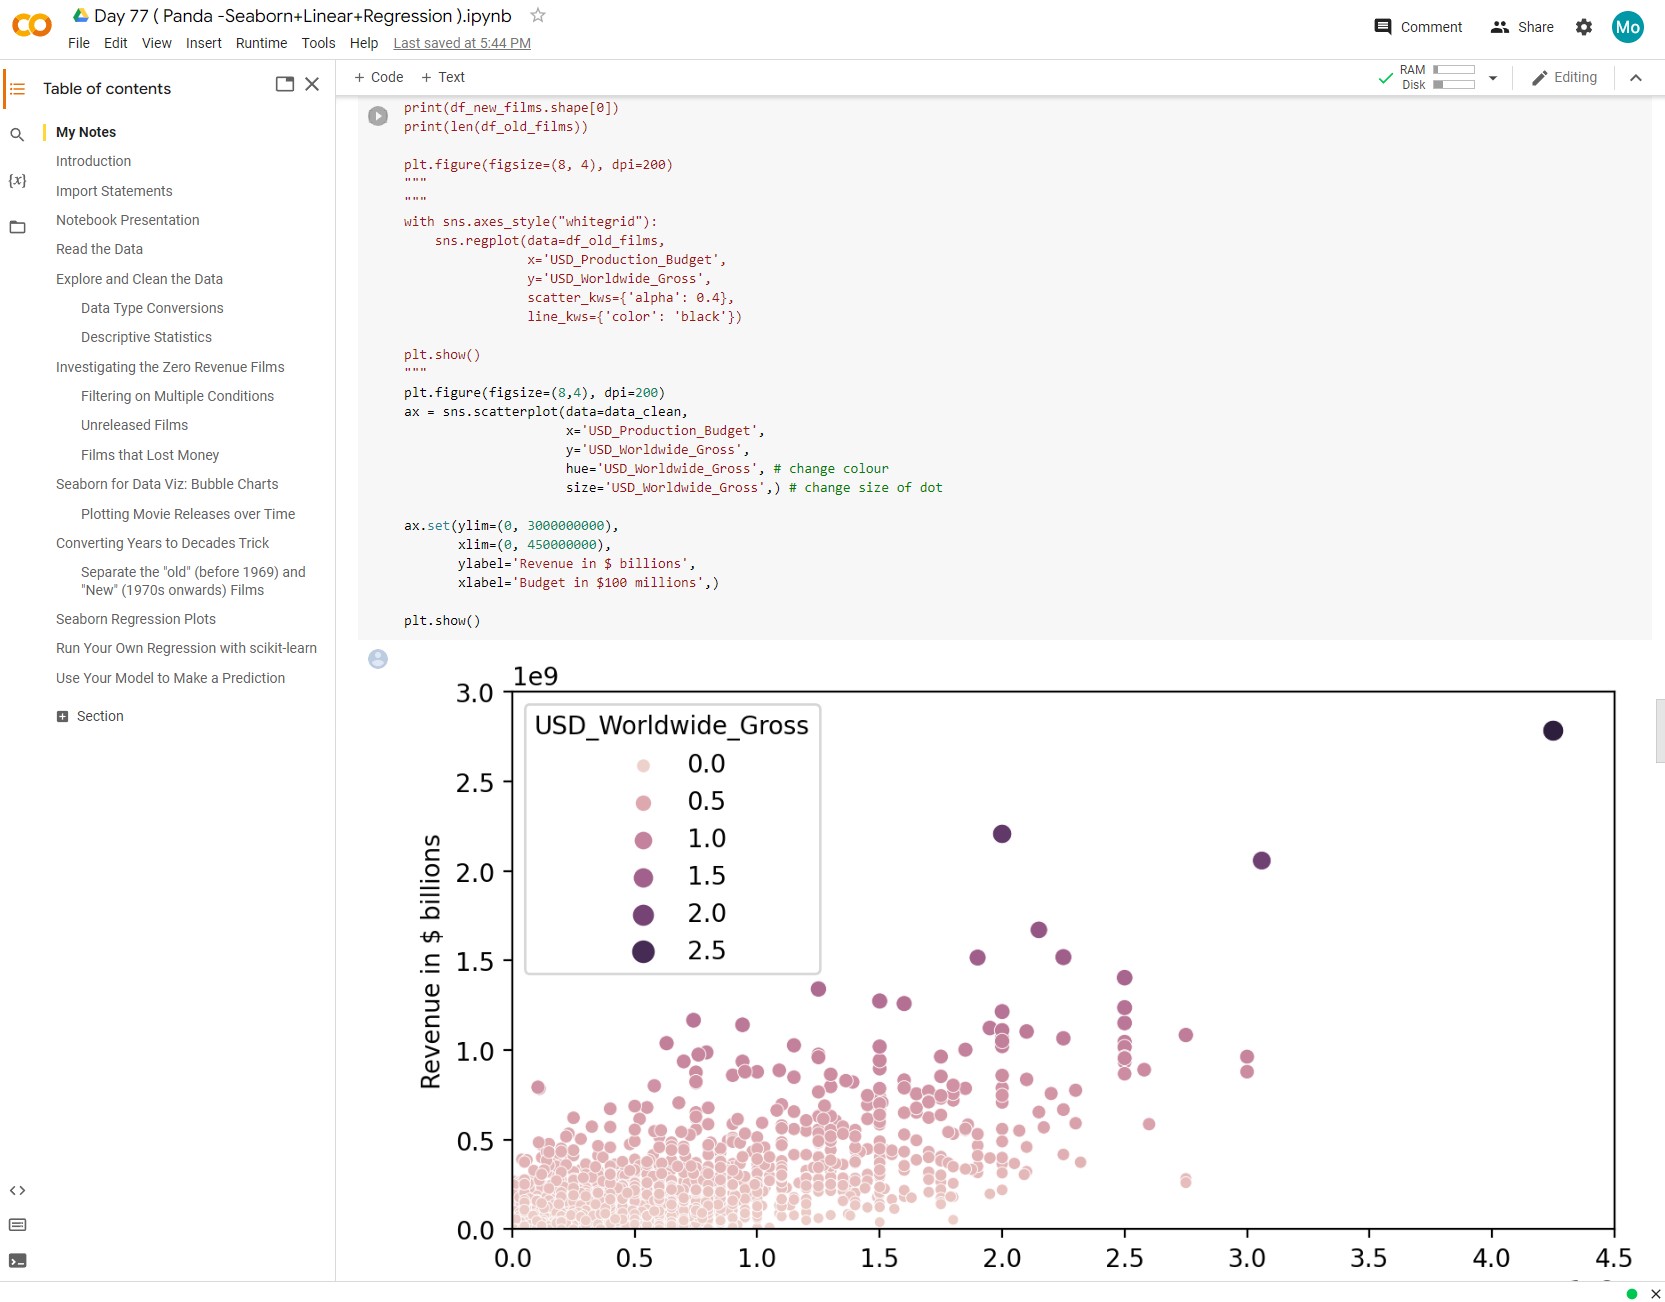 Day 77 ( Panda -Seaborn+Linear+Regression ).ipynb
File Edit View Insert Runtime Tools Help Last saved at 5:44 PM
Comment Share Mo
Table of contents
My Notes
Introduction
Import Statements
Notebook Presentation
Read the Data
Explore and Clean the Data
Data Type Conversions
Descriptive Statistics
Investigating the Zero Revenue Films
Filtering on Multiple Conditions
Unreleased Films
Films that Lost Money
Seaborn for Data Viz: Bubble Charts
Plotting Movie Releases over Time
Converting Years to Decades Trick
Separate the "old" (before 1969) and
"New" (1970s onwards) Films
Seaborn Regression Plots
Run Your Own Regression with scikit-learn
Use Your Model to Make a Prediction
Section
+ Code + Text
RAM
Disk
Editing
print(df_new_films.shape[0])
print(len(df_old_films))
plt.figure(figsize=(8, 4), dpi=200)
"""
"""
with sns.axes_style("whitegrid"):
sns.regplot(data=df_old_films,
x='USD_Production_Budget',
y='USD_Worldwide_Gross',
scatter_kws={'alpha': 0.4},
line_kws={'color': 'black'})
plt.show()
"""
plt.figure(figsize=(8,4), dpi=200)
ax = sns.scatterplot(data=data_clean,
x='USD_Production_Budget',
y='USD_Worldwide_Gross',
hue='USD_Worldwide_Gross', # change colour
size='USD_Worldwide_Gross',) # change size of dot
ax.set(ylim=(0, 3000000000),
xlim=(0, 450000000),
ylabel='Revenue in $ billions',
xlabel='Budget in $100 millions',)
plt.show()
1e9
3.0
2.5
2.0
1.5
1.0
0.5
0.0
Revenue in $ billions
USD_Worldwide_Gross
0.0
0.5
1.0
1.5
2.0
2.5
0.0 0.5 1.0 1.5 2.0 2.5 3.0 3.5 4.0 4.5